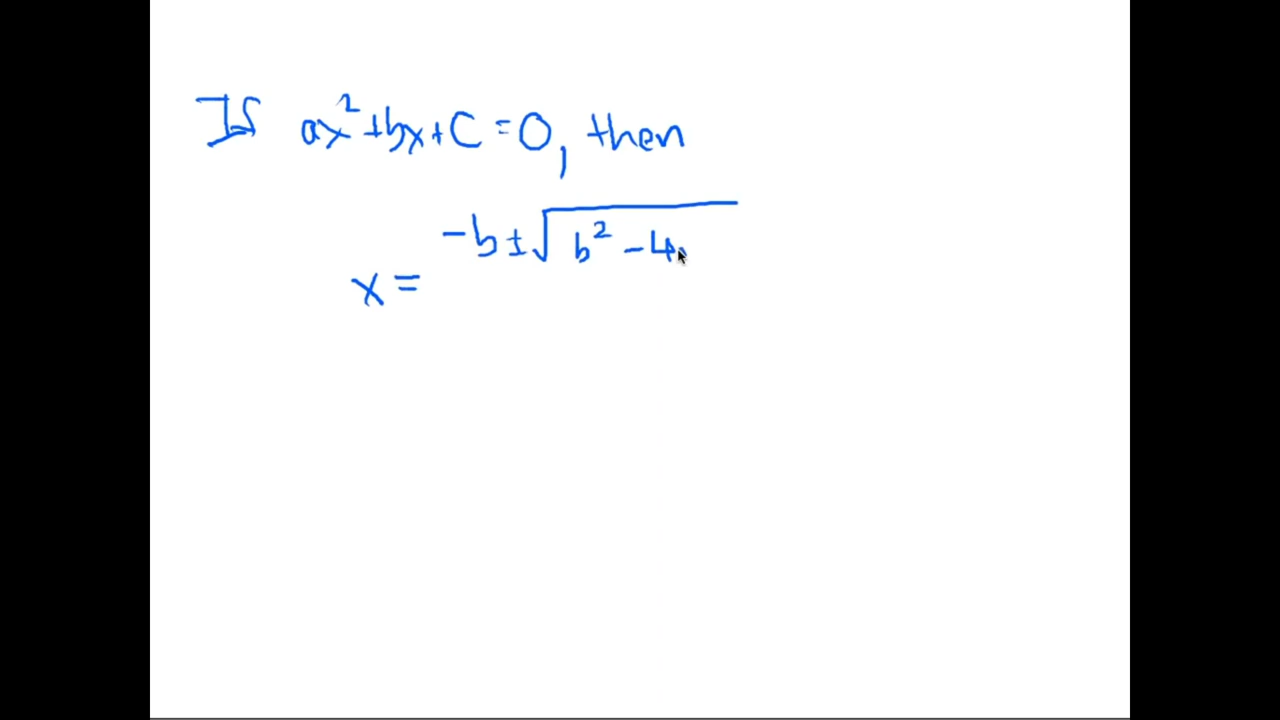 If ax²+bx+c=0, then
x= -b±√b²-4